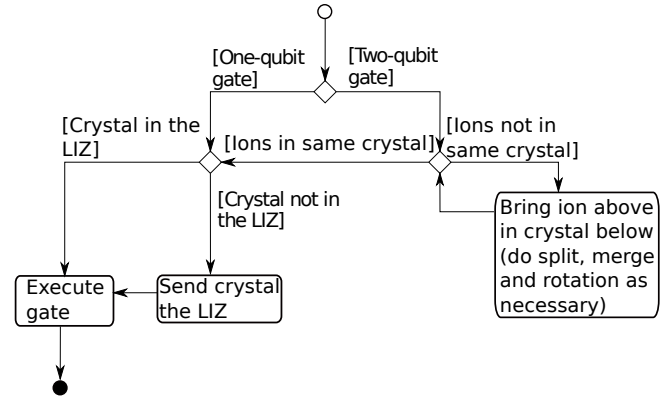 [One-qubit
gate]
[Two-qubit
gate]
[Crystal in the
LIZ]
[Ions in same crystal]
[Ions not in
same crystal]
[Crystal not in
the LIZ]
Bring ion above
in crystal below
(do split, merge
and rotation as
necessary)
Execute
gate
Send crystal
the LIZ